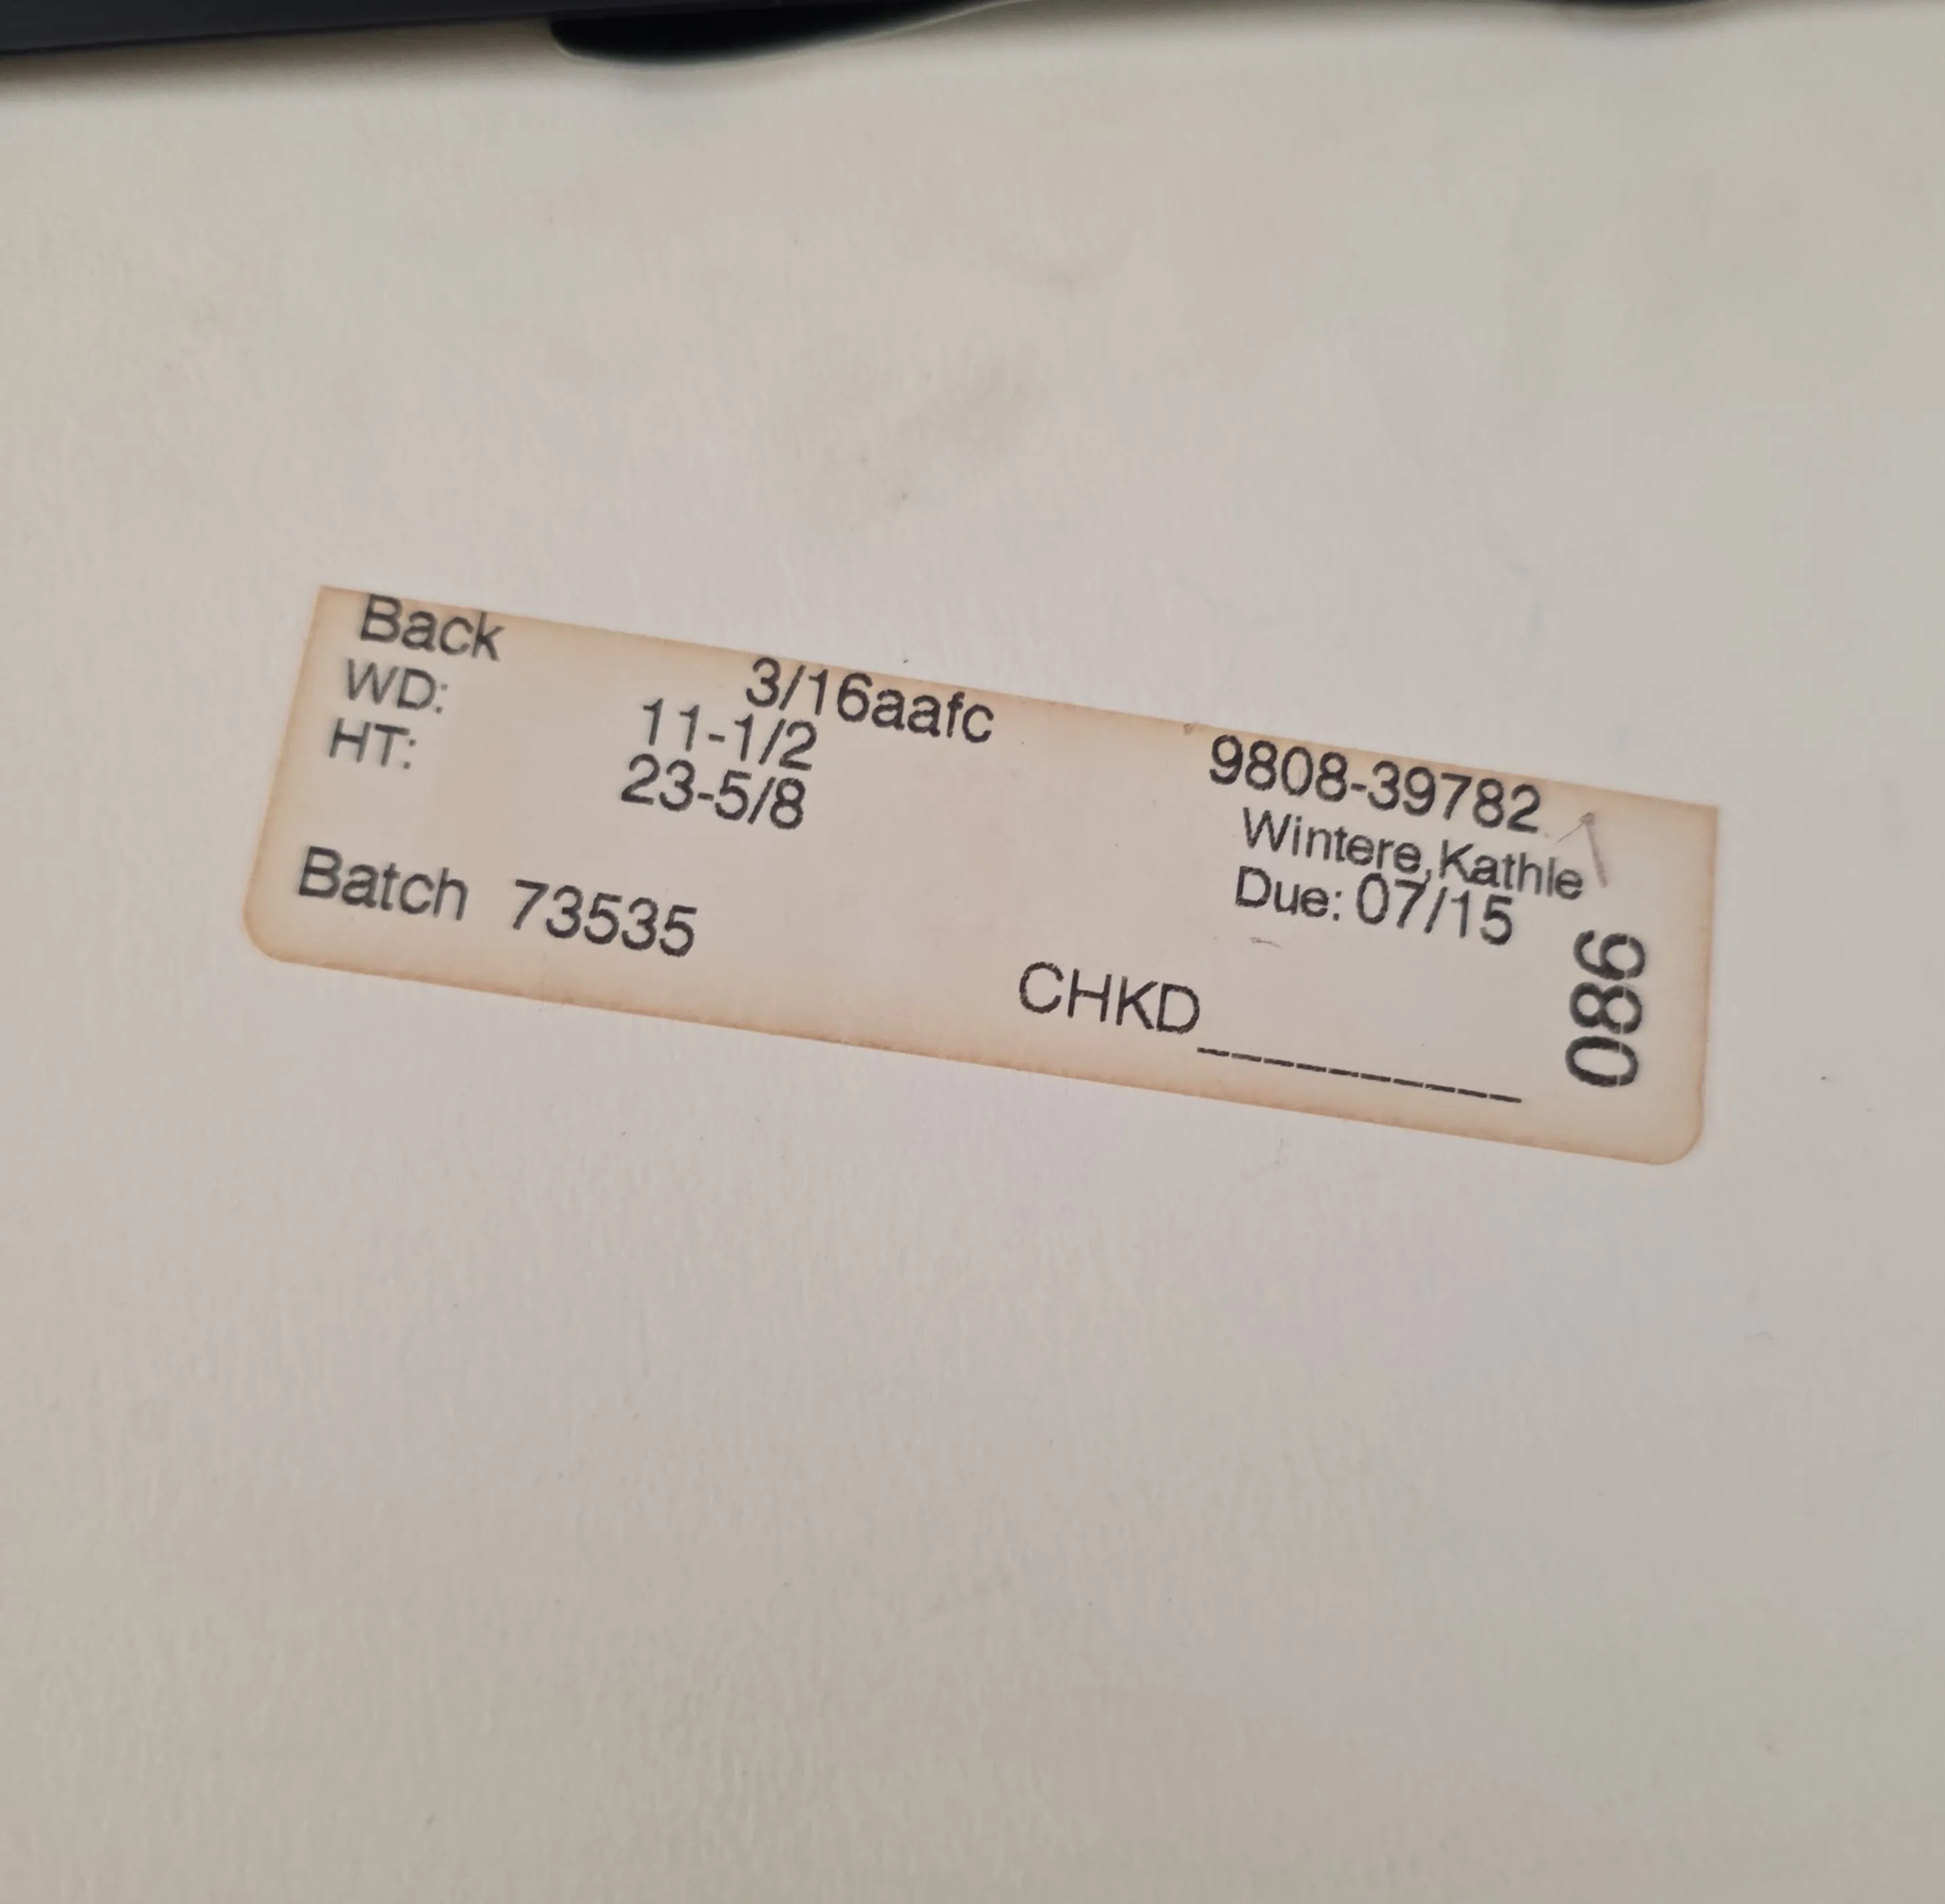 Back 3/16aafc 9808-39782
WD: 11-1/2 Wintere,Kathle
HT: 23-5/8 Due: 07/15
Batch 73535 CHKD__________
086